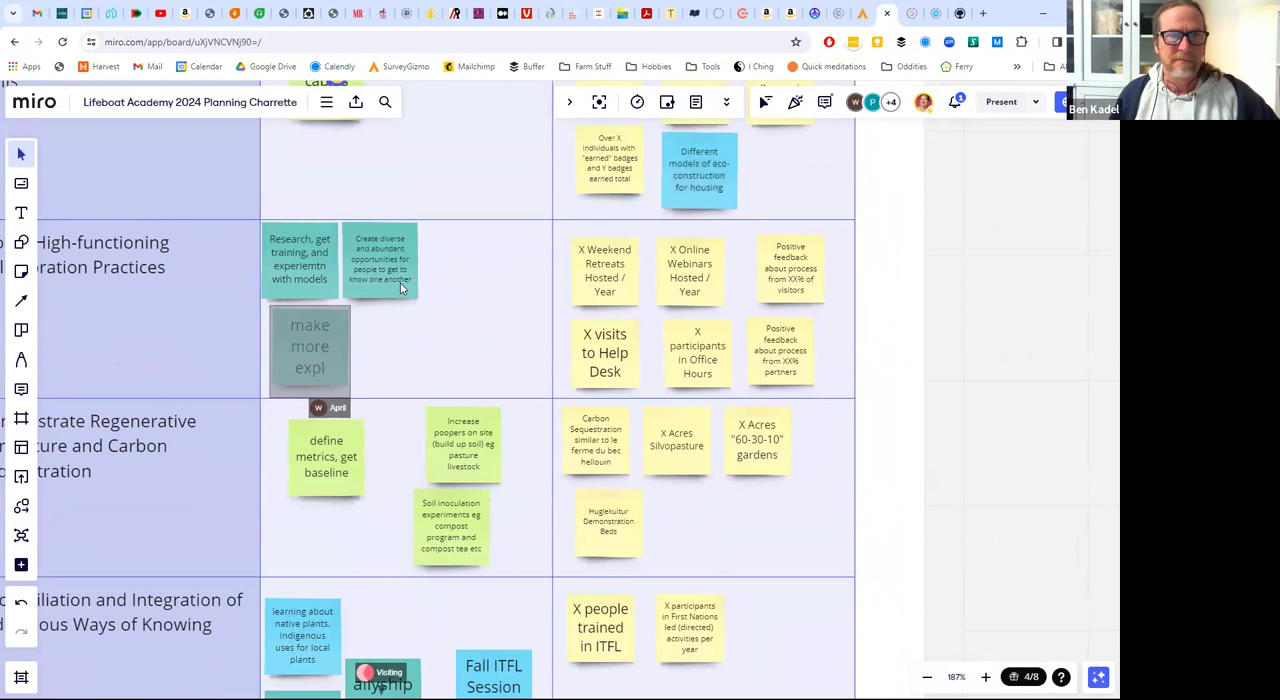 miro.com/app/board/uXjVNCVNj90=/
Apps
Harvest
Mail
Calendar
Google Drive
Calendly
SurveyGizmo
Mailchimp
Buffer
Farm Stuff
Hobbies
Tools
I Ching
Quick meditations
Oddities
Ferry
miro
Lifeboat Academy 2024 Planning Charrette
W
P
+4
1
Present
Ben Kadel
Over X
individuals with
"earned" badges
and Y badges
earned total
Different
models of eco-
construction
for housing
High-functioning
oration Practices
Research, get
training, and
experiemtn
with models
Create diverse
and abundant
opportunities for
people to get to
know one another
make
more
expl
W April
X Weekend
Retreats
Hosted /
Year
X Online
Webinars
Hosted /
Year
Positive
feedback
about process
from XX% of
visitors
X visits
to Help
Desk
X
participants
in Office
Hours
Positive
feedback
about process
from XX%
partners
nstrate Regenerative
ture and Carbon
stration
define
metrics, get
baseline
Increase
poopers on site
(build up soil) eg
pasture
livestock
Soil inoculation
experiments eg
compost
program and
compost tea etc
Carbon
Sequestration
similar to le
ferme du bec
hellouin
X Acres
Silvopasture
X Acres
"60-30-10"
gardens
Huglekultur
Demonstration
Beds
ciliation and Integration of
ous Ways of Knowing
learning about
native plants,
Indigenous
uses for local
plants
Visiting
allyship
Fall ITFL
Session
X people
trained
in ITFL
X participants
in First Nations
led (directed)
activities per
year
187%
4/8